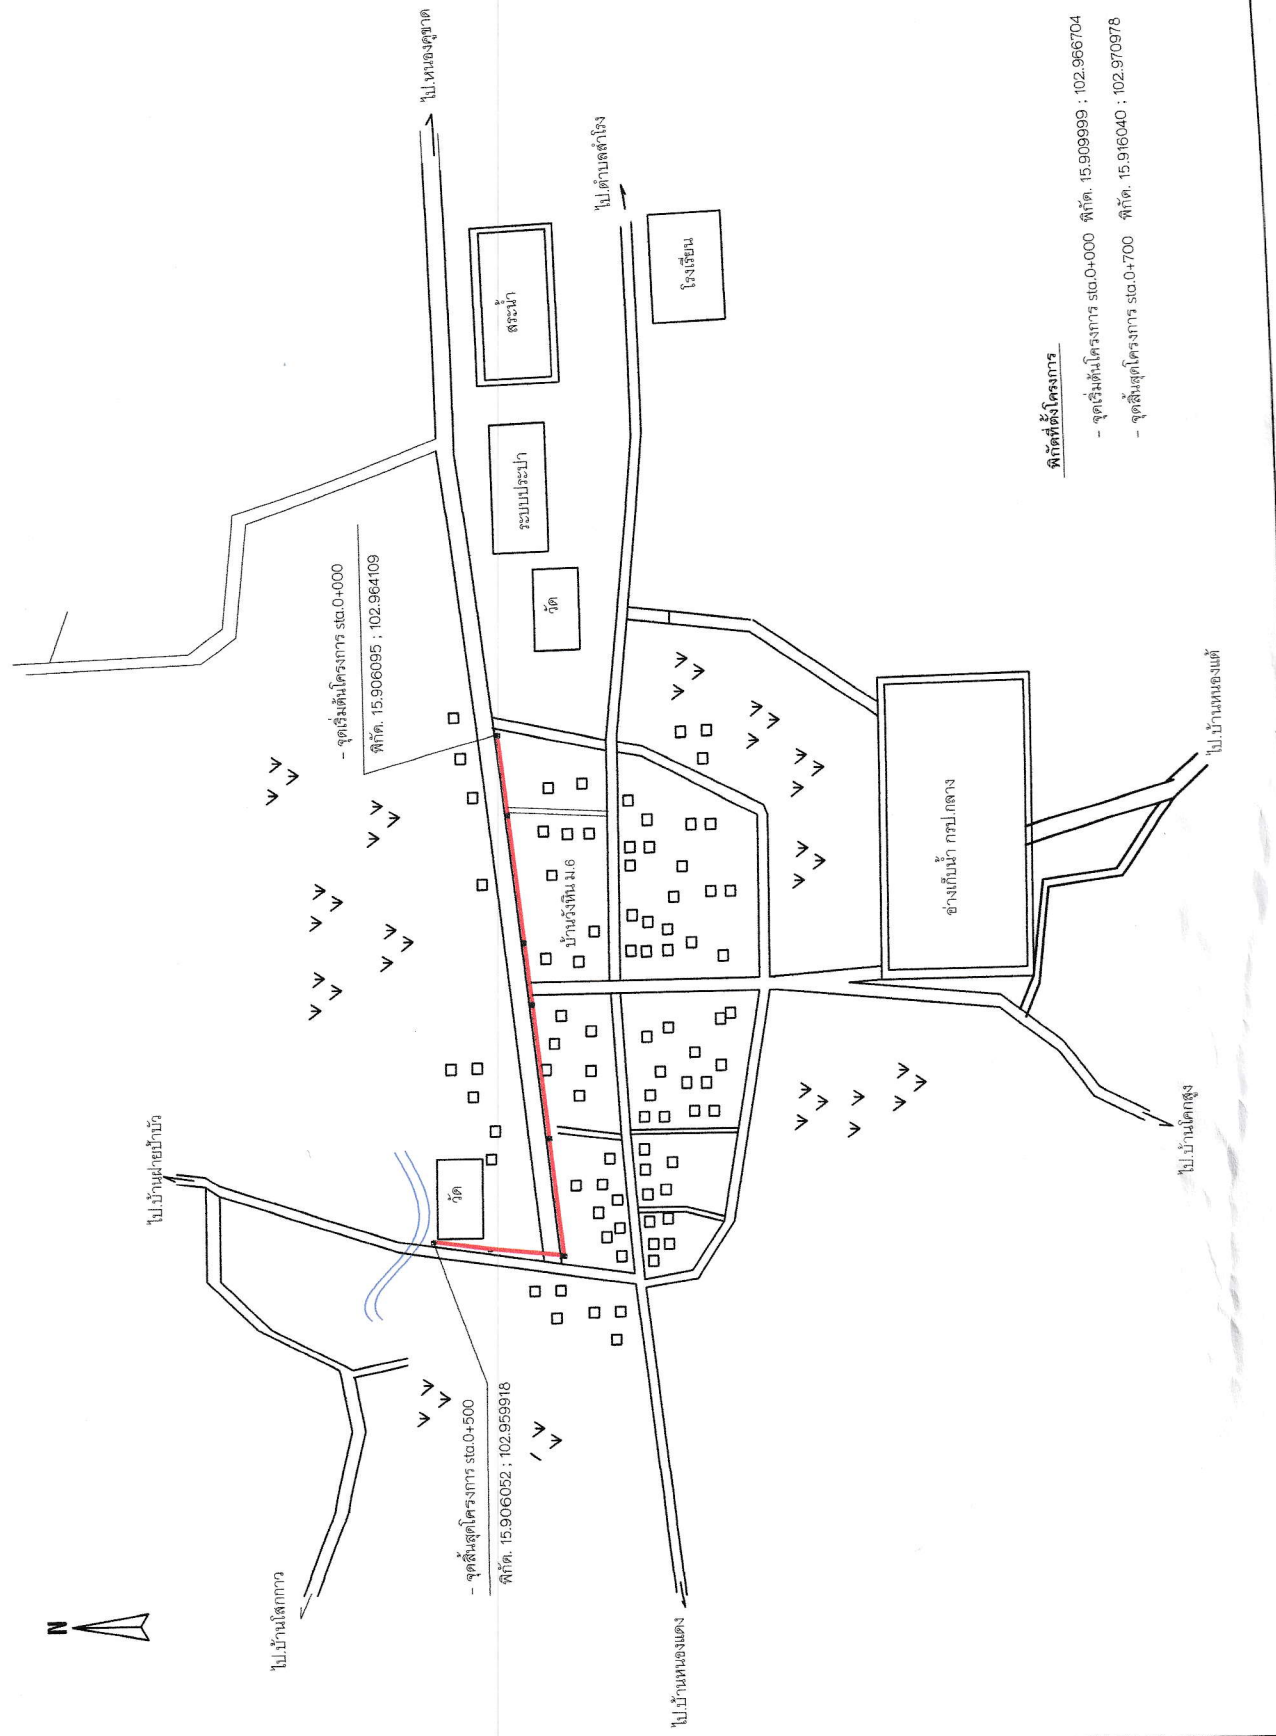 N
ไป.บ้านโสกกาว
ไป.บ้านฝายป่าบัว
ไป.หนองคูขาด
- จุดเริ่มต้นโครงการ sta.0+000
พิกัด. 15.906095 ; 102.964109
- จุดสิ้นสุดโครงการ sta.0+500
พิกัด. 15.906052 ; 102.959918
วัด
วัด
ระบบประปา
สระน้ำ
ไป.ตำบลสำโรง
โรงเรียน
บ้านวังหิน ม.6
ไป.บ้านหนองแดง
อ่างเก็บน้ำ กรป.กลาง
ไป.บ้านโคกสูง
ไป.บ้านหนองแต้
พิกัดที่ตั้งโครงการ
- จุดเริ่มต้นโครงการ sta.0+000 พิกัด. 15.909999 ; 102.966704
- จุดสิ้นสุดโครงการ sta.0+700 พิกัด. 15.916040 ; 102.970978